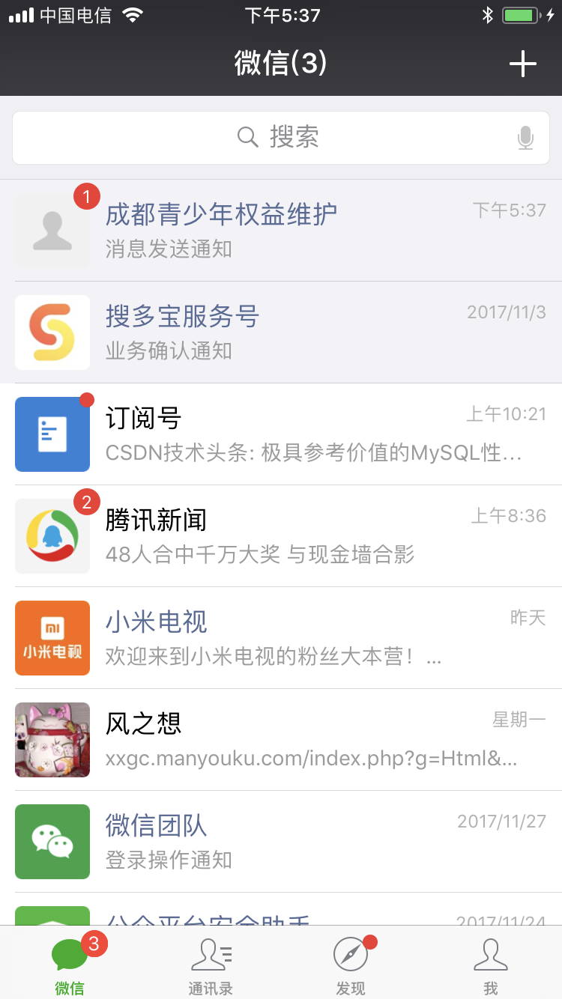 中国电信 下午5:37
微信(3)
搜索
1
成都青少年权益维护 下午5:37
消息发送通知
搜多宝服务号 2017/11/3
业务确认通知
订阅号 上午10:21
CSDN技术头条: 极具参考价值的MySQL性...
2
腾讯新闻 上午8:36
48人合中千万大奖 与现金墙合影
小米电视 昨天
mi
小米电视
欢迎来到小米电视的粉丝大本营！...
风之想 星期一
xxgc.manyouku.com/index.php?g=Html&...
微信团队 2017/11/27
登录操作通知
公众平台安全助手 2017/11/24
3
微信 通讯录 发现 我